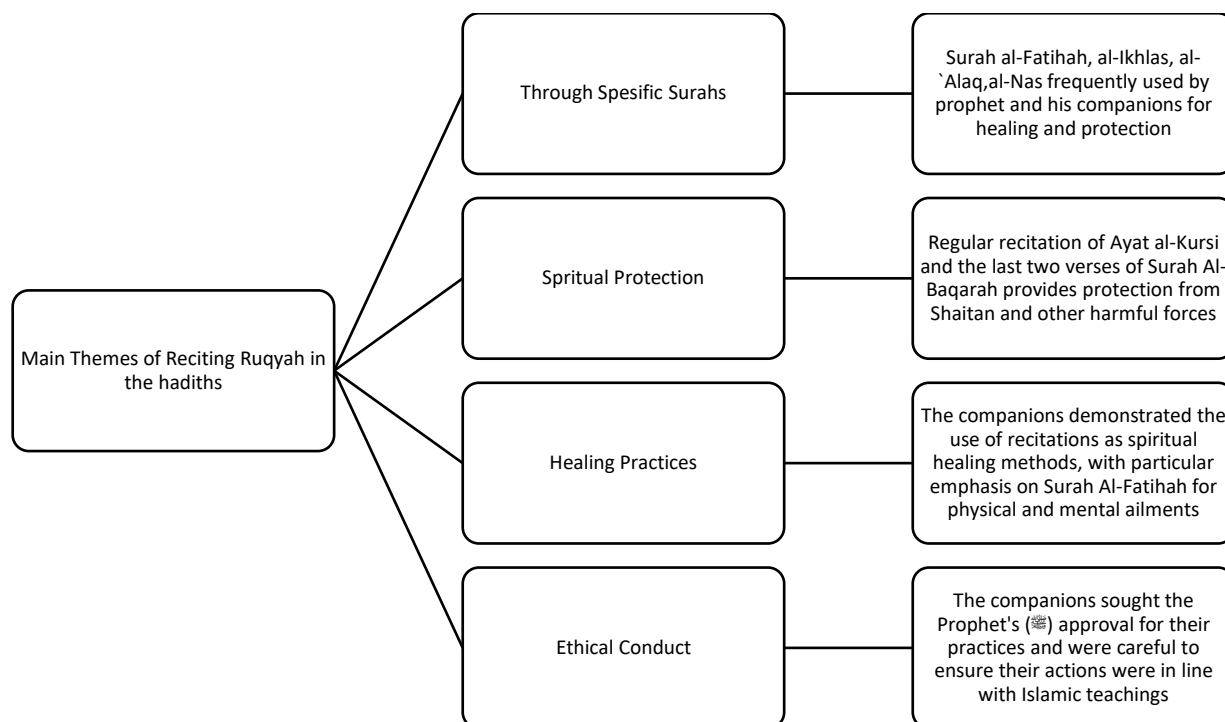 Main Themes of Reciting Ruqyah in
the hadiths
Through Spesific Surahs
Surah al-Fatihah, al-Ikhlas, al-
`Alaq,al-Nas frequently used by
prophet and his companions for
healing and protection
Spritual Protection
Regular recitation of Ayat al-Kursi
and the last two verses of Surah Al-
Baqarah provides protection from
Shaitan and other harmful forces
Healing Practices
The companions demonstrated the
use of recitations as spiritual
healing methods, with particular
emphasis on Surah Al-Fatihah for
physical and mental ailments
Ethical Conduct
The companions sought the
Prophet's (ﷺ) approval for their
practices and were careful to
ensure their actions were in line
with Islamic teachings